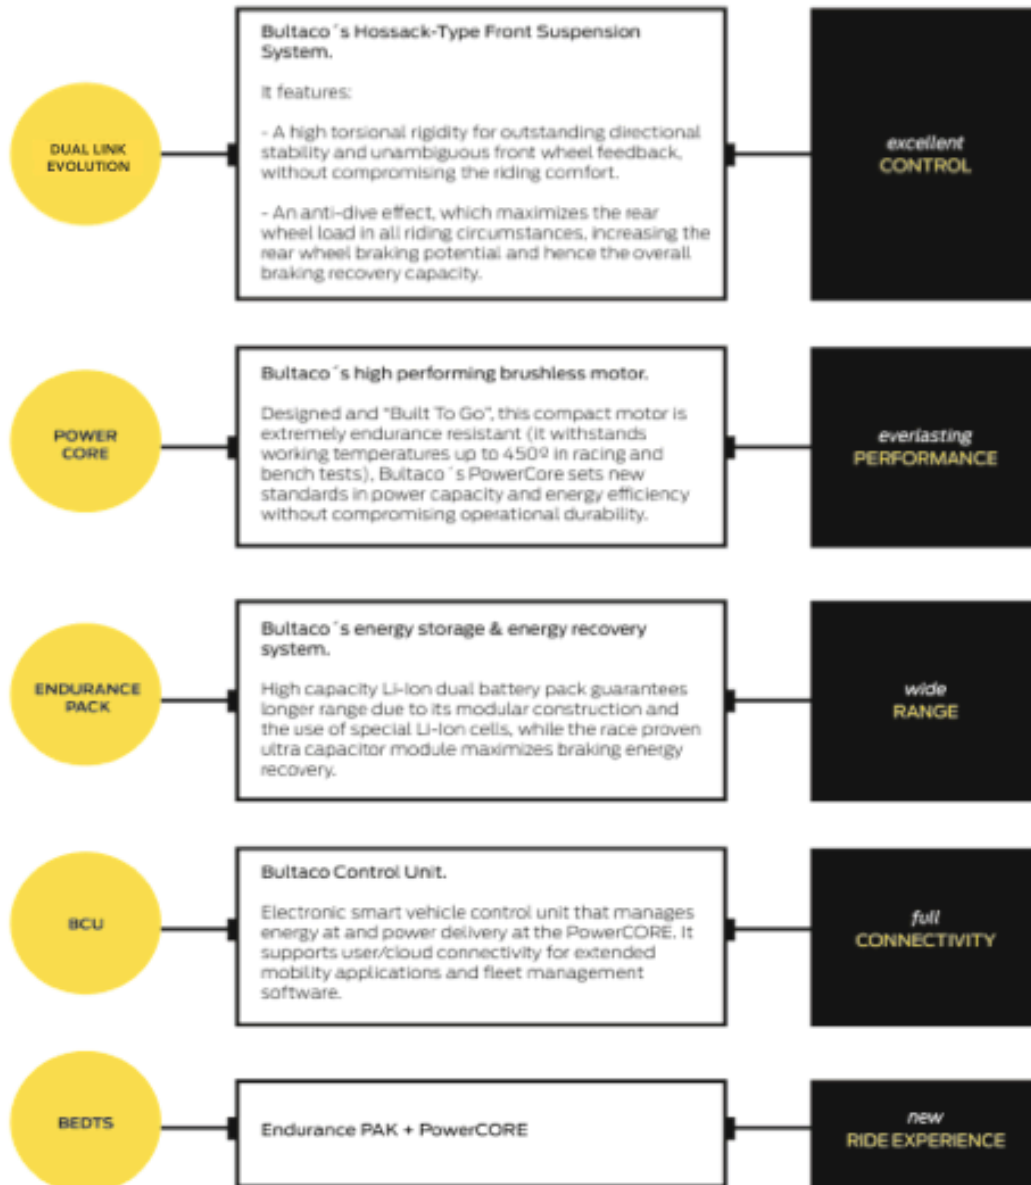 DUAL LINK
EVOLUTION
Bultaco´s Hossack-Type Front Suspension
System.
It features:
- A high torsional rigidity for outstanding directional
stability and unambiguous front wheel feedback,
without compromising the riding comfort.
- An anti-dive effect, which maximizes the rear
wheel load in all riding circumstances, increasing the
rear wheel braking potential and hence the overall
braking recovery capacity.
excellent
CONTROL
POWER
CORE
Bultaco´s high performing brushless motor.
Designed and "Built To Go", this compact motor is
extremely endurance resistant (it withstands
working temperatures up to 450º in racing and
bench tests), Bultaco´s PowerCore sets new
standards in power capacity and energy efficiency
without compromising operational durability.
everlasting
PERFORMANCE
ENDURANCE
PACK
Bultaco´s energy storage & energy recovery
system.
High capacity Li-Ion dual battery pack guarantees
longer range due to its modular construction and
the use of special Li-Ion cells, while the race proven
ultra capacitor module maximizes braking energy
recovery.
wide
RANGE
BCU
Bultaco Control Unit.
Electronic smart vehicle control unit that manages
energy at and power delivery at the PowerCORE. It
supports user/cloud connectivity for extended
mobility applications and fleet management
software.
full
CONNECTIVITY
BEDTS
Endurance PAK + PowerCORE
new
RIDE EXPERIENCE